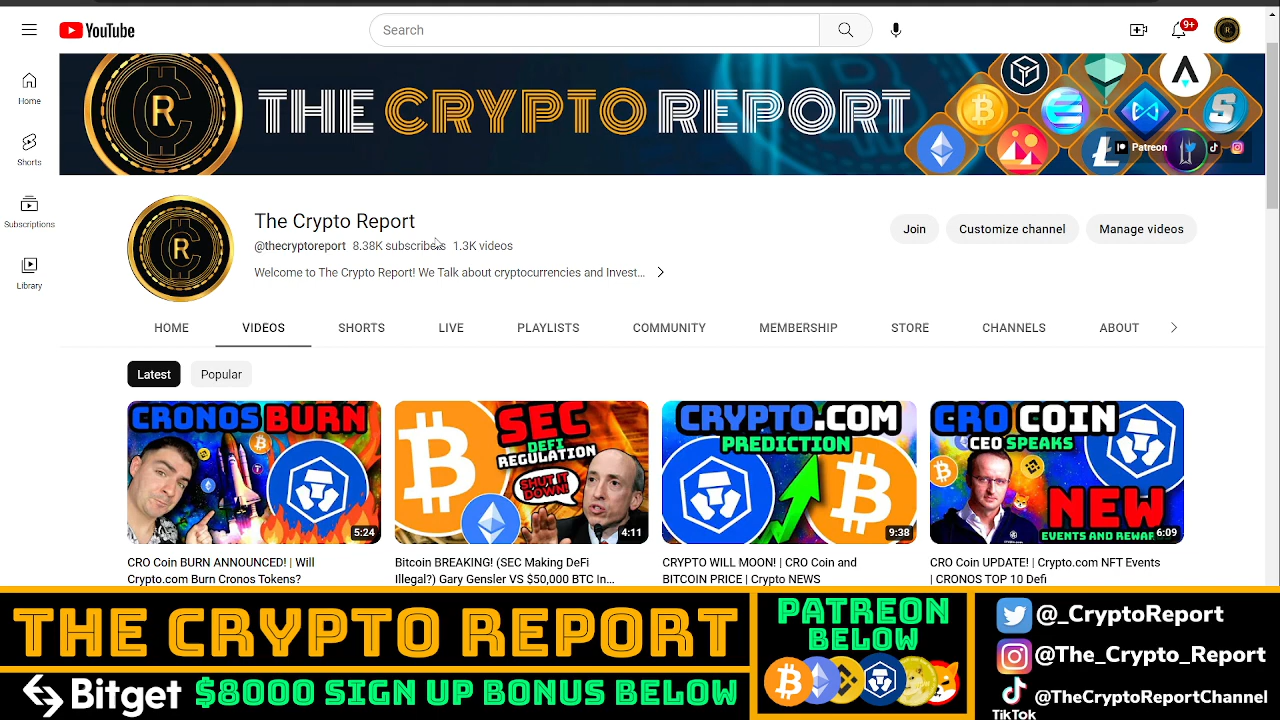 YouTube
Search
9+
R
Home
Shorts
Subscriptions
Library
R
THE CRYPTO REPORT
Patreon
R
The Crypto Report
@thecryptoreport 8.38K subscribers 1.3K videos
Welcome to The Crypto Report! We Talk about cryptocurrencies and Invest...
Join
Customize channel
Manage videos
HOME
VIDEOS
SHORTS
LIVE
PLAYLISTS
COMMUNITY
MEMBERSHIP
STORE
CHANNELS
ABOUT
Latest
Popular
CRONOS BURN
5:24
CRO Coin BURN ANNOUNCED! | Will
Crypto.com Burn Cronos Tokens?
SEC
DEFI
REGULATION
SHUT IT
DOWN!
4:11
Bitcoin BREAKING! (SEC Making DeFi
Illegal?) Gary Gensler VS $50,000 BTC In...
CRYPTO.COM
PREDICTION
9:38
CRYPTO WILL MOON! | CRO Coin and
BITCOIN PRICE | Crypto NEWS
CRO COIN
CEO SPEAKS
NEW
EVENTS AND REWAR
6:09
CRO Coin UPDATE! | Crypto.com NFT Events
| CRONOS TOP 10 Defi
THE CRYPTO REPORT
Bitget $8000 SIGN UP BONUS BELOW
PATREON
BELOW
@_CryptoReport
@The_Crypto_Report
@TheCryptoReportChannel
TikTok